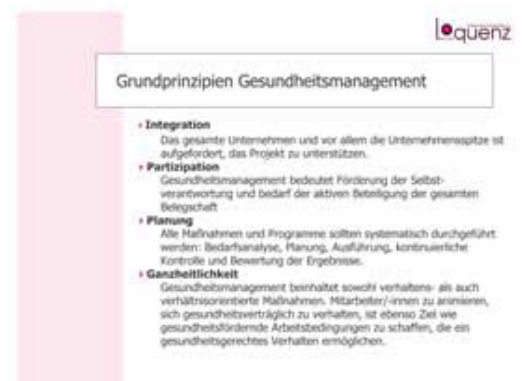 Loquenz
Grundprinzipien Gesundheitsmanagement
Integration
Das gesamte Unternehmen und vor allem die Unternehmensspitze ist
aufgefordert, das Projekt zu unterstützen.
Partizipation
Gesundheitsmanagement bedeutet Förderung der Selbst-
verantwortung und bedarf der aktiven Beteiligung der gesamten
Belegschaft
Planung
Alle Maßnahmen und Programme sollten systematisch durchgeführt
werden: Bedarfsanalyse, Planung, Ausführung, kontinuierliche
Kontrolle und Bewertung der Ergebnisse.
Ganzheitlichkeit
Gesundheitsmanagement beinhaltet sowohl verhaltens- als auch
verhältnisorientierte Maßnahmen. Mitarbeiter/-innen zu animieren,
sich gesundheitsverträglich zu verhalten, ist ebenso Ziel wie
gesundheitsfördernde Arbeitsbedingungen zu schaffen, die ein
gesundheitsgerechtes Verhalten ermöglichen.